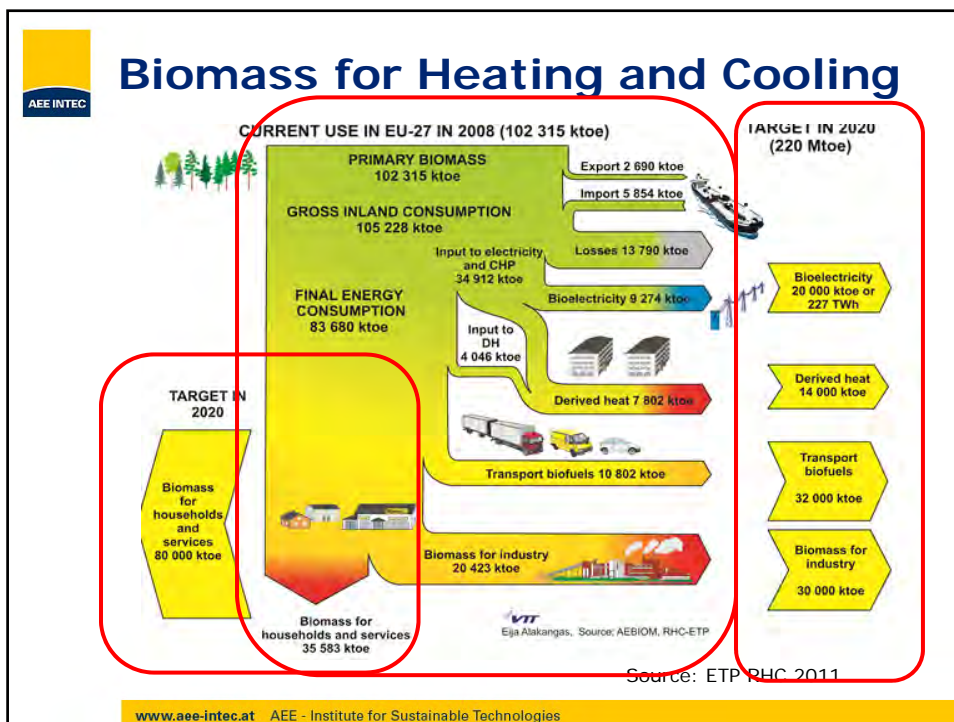 AEE INTEC
Biomass for Heating and Cooling
CURRENT USE IN EU-27 IN 2008 (102 315 ktoe)
TARGET IN 2020
(220 Mtoe)
PRIMARY BIOMASS
102 315 ktoe
Export 2 690 ktoe
Import 5 854 ktoe
GROSS INLAND CONSUMPTION
105 228 ktoe
Losses 13 790 ktoe
Input to electricity
and CHP
34 912 ktoe
Bioelectricity 9 274 ktoe
Bioelectricity
20 000 ktoe or
227 TWh
FINAL ENERGY
CONSUMPTION
83 680 ktoe
Input to
DH
4 046 ktoe
Derived heat 7 802 ktoe
Derived heat
14 000 ktoe
TARGET IN
2020
Transport biofuels 10 802 ktoe
Transport
biofuels
32 000 ktoe
Biomass
for
households
and
services
80 000 ktoe
Biomass for industry
20 423 ktoe
Biomass for
industry
30 000 ktoe
Biomass for
households and services
35 583 ktoe
VTT
Eija Alakangas, Source: AEBIOM, RHC-ETP
Source: ETP RHC 2011
www.aee-intec.at AEE - Institute for Sustainable Technologies